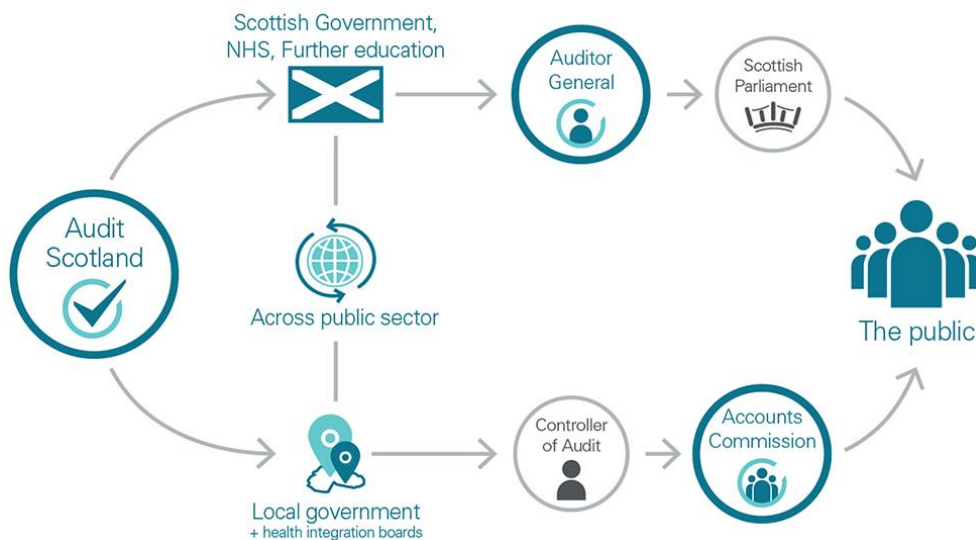 Scottish Government,
NHS, Further education
Auditor
General
Scottish
Parliament
Audit
Scotland
Across public sector
The public
Local government
+ health integration boards
Controller
of Audit
Accounts
Commission